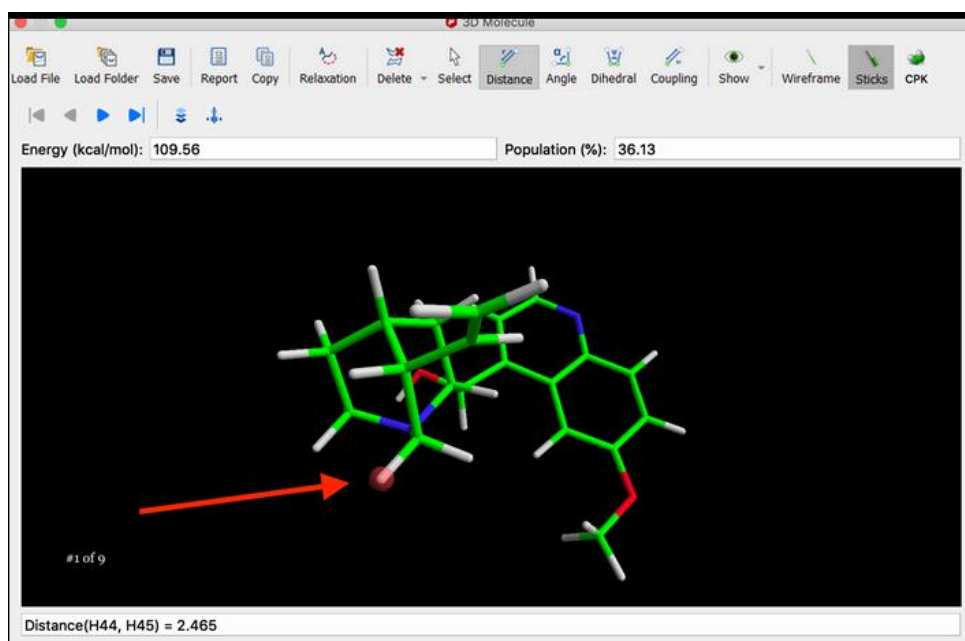 3D Molecule
Load File Load Folder Save Report Copy Relaxation Delete Select Distance Angle Dihedral Coupling Show Wireframe Sticks CPK
Energy (kcal/mol): 109.56 Population (%): 36.13
#1 of 9
Distance(H44, H45) = 2.465